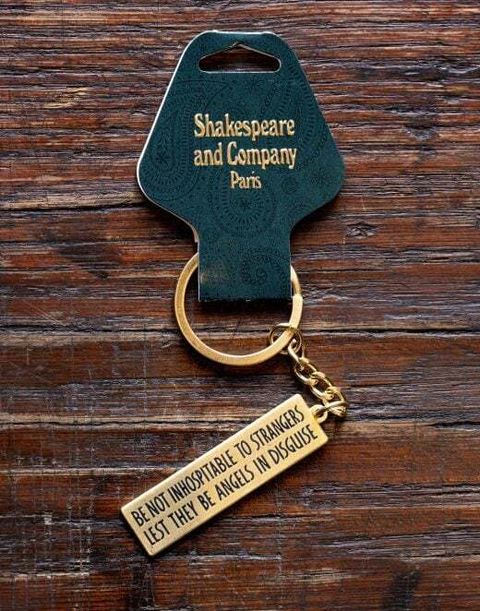 Shakespeare
and Company
Paris
BE NOT INHOSPITABLE TO STRANGERS
LEST THEY BE ANGELS IN DISGUISE